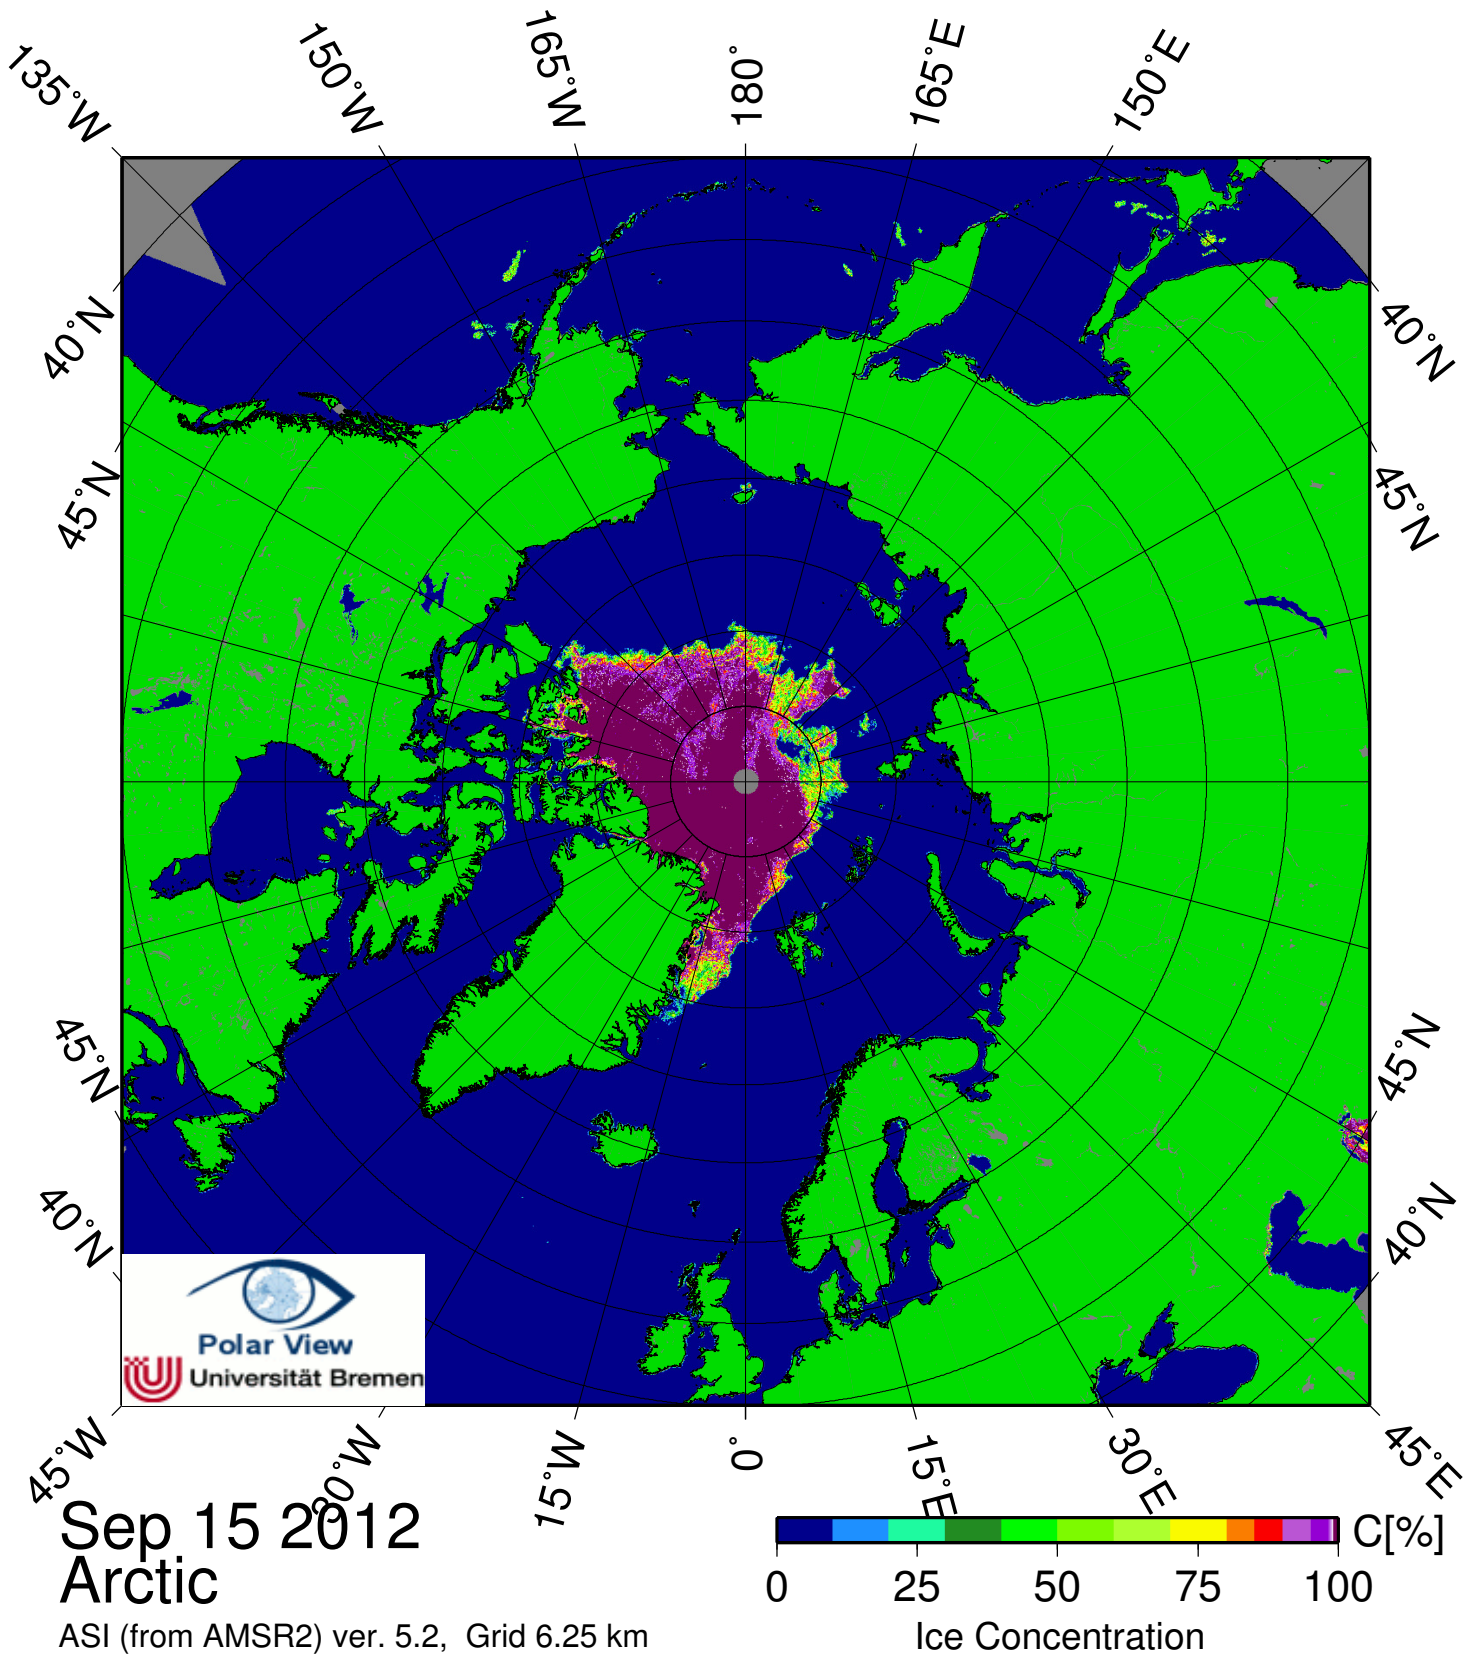 135°W
150°W
165°W
180°
165°E
150°E
40°N
40°N
45°N
45°N
45°N
45°N
40°N
40°N
Polar View
Universität Bremen
45°W
30°W
15°W
0°
15°E
30°E
45°E
Sep 15 2012
Arctic
ASI (from AMSR2) ver. 5.2, Grid 6.25 km
C[%]
0 25 50 75 100
Ice Concentration